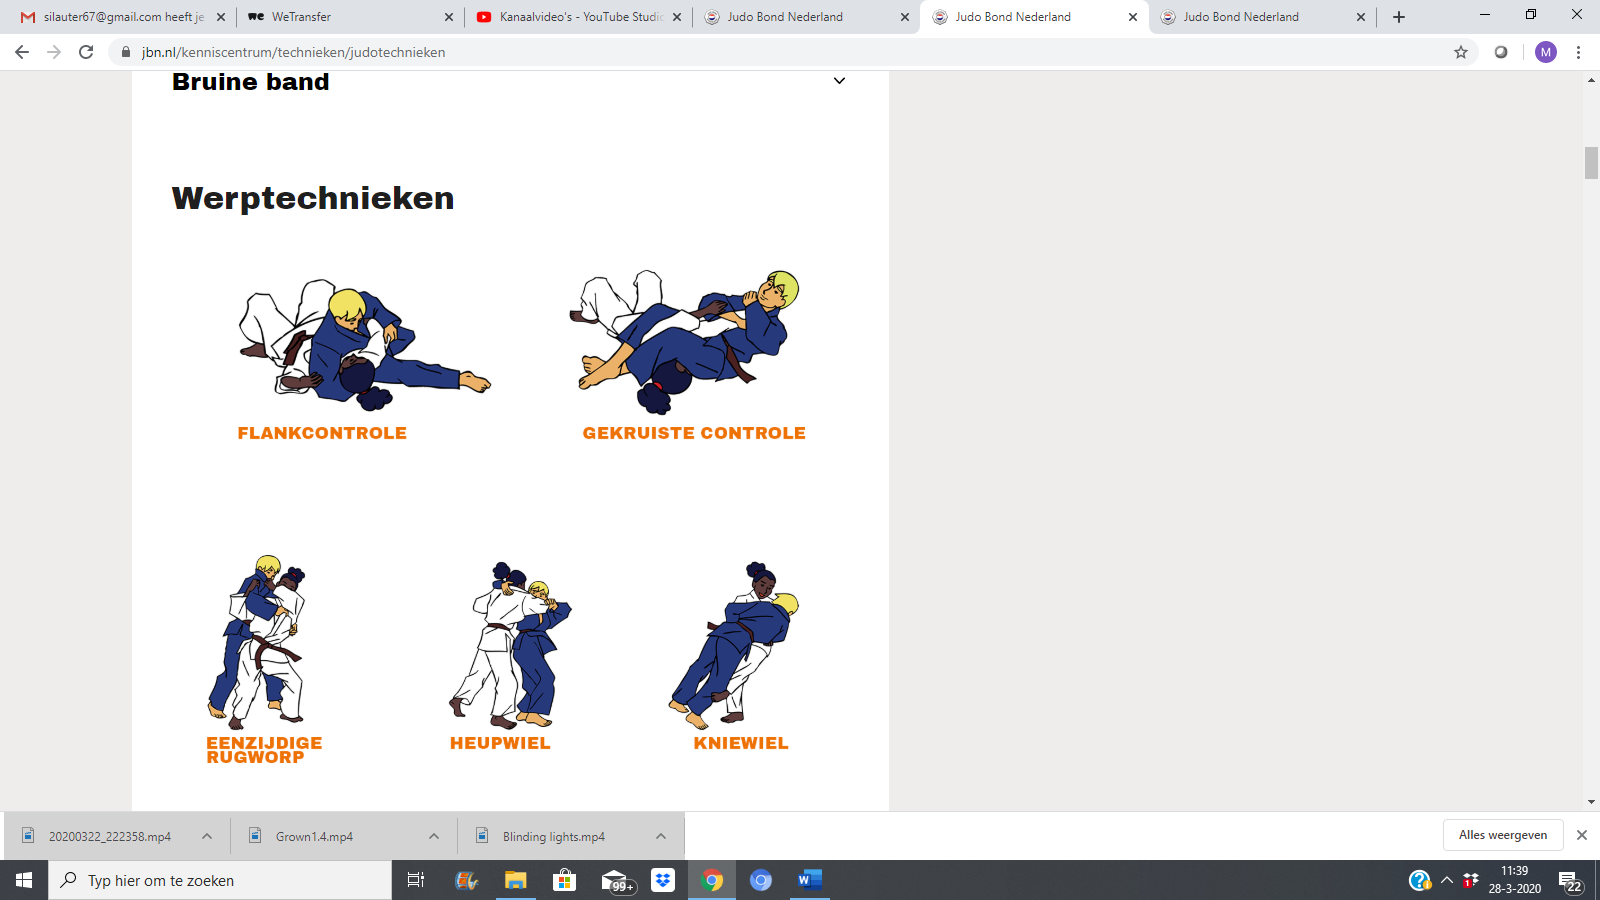 silauter67@gmail.com heeft je
WeTransfer
Kanaalvideo's - YouTube Studio
Judo Bond Nederland
Judo Bond Nederland
Judo Bond Nederland
jbn.nl/kenniscentrum/technieken/judotechnieken
M
Bruine band
Werptechnieken
FLANKCONTROLE
GEKRUISTE CONTROLE
EENZIJDIGE
RUGWORP
HEUPWIEL
KNIEWIEL
20200322_222358.mp4
Grown1.4.mp4
Blinding lights.mp4
Alles weergeven
Typ hier om te zoeken
99+
1
11:39
28-3-2020
22